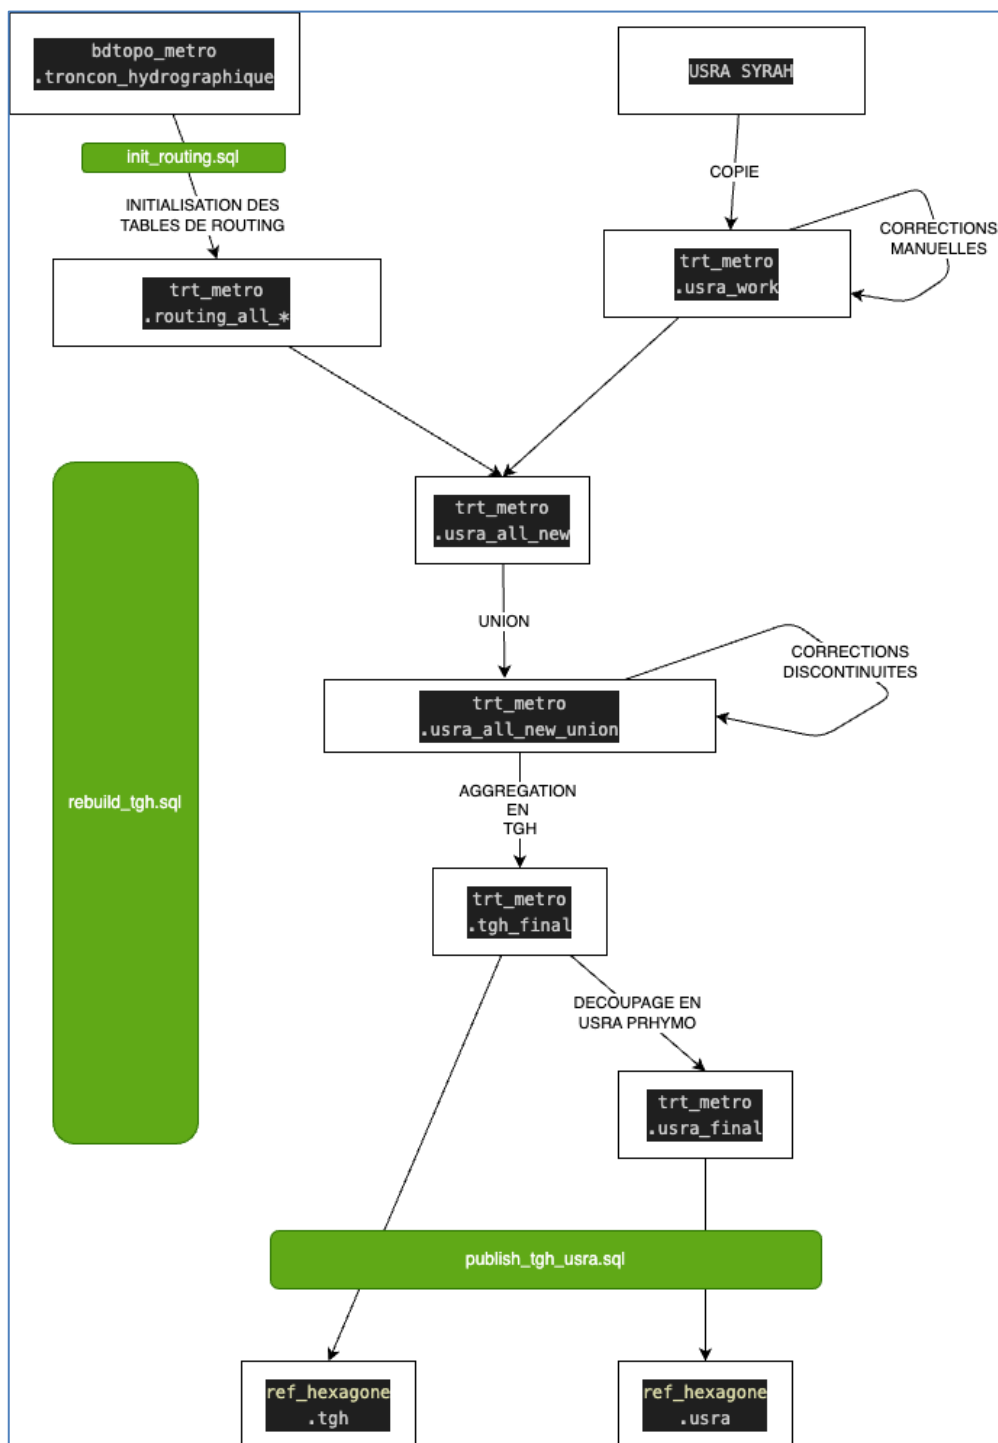 bdtopo_metro
.troncon_hydrographique
USRA SYRAH
init_routing.sql
COPIE
INITIALISATION DES
TABLES DE ROUTING
CORRECTIONS
MANUELLES
trt_metro
.routing_all_*
trt_metro
.usra_work
trt_metro
.usra_all_new
UNION
CORRECTIONS
DISCONTINUITES
trt_metro
.usra_all_new_union
AGGREGATION
EN
TGH
rebuild_tgh.sql
trt_metro
.tgh_final
DECOUPAGE EN
USRA PRHYMO
trt_metro
.usra_final
publish_tgh_usra.sql
ref_hexagone
.tgh
ref_hexagone
.usra